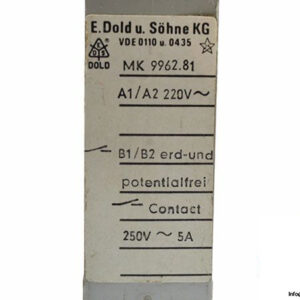 E.Dold u. Söhne KG
VDE 0110 u. 0435
DOLD
MK 9962.81
A1/A2 220V~
B1/B2 erd-und
potentialfrei
Contact
250V ~ 5A